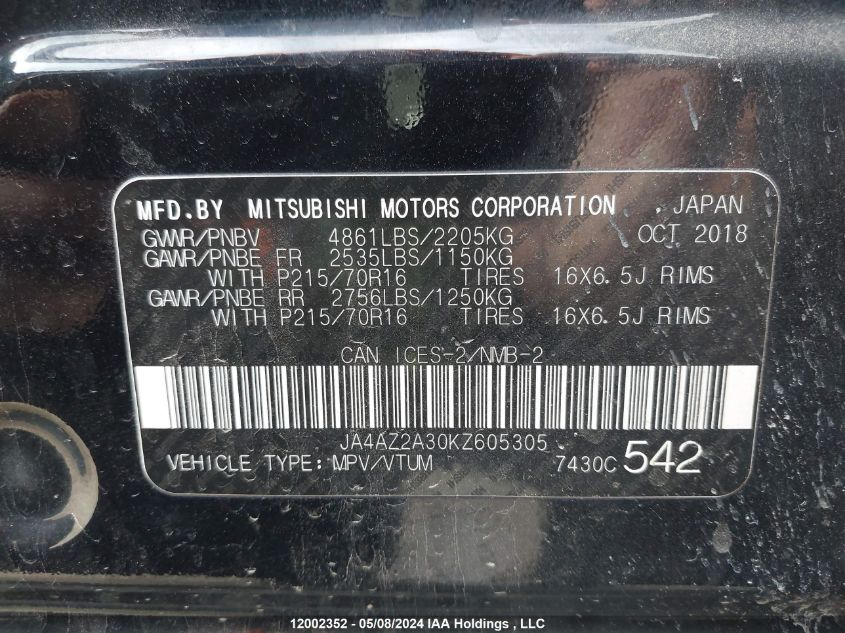 MFD.BY MITSUBISHI MOTORS CORPORATION JAPAN
GVWR/PNBV 4861LBS/2205KG OCT 2018
GAWR/PNBE FR 2535LBS/1150KG
WITH P215/70R16 TIRES 16X6.5J RIMS
GAWR/PNBE RR 2756LBS/1250KG
WITH P215/70R16 TIRES 16X6.5J RIMS
CAN ICES-2/NMB-2
JA4AZ2A30KZ605305
VEHICLE TYPE: MPV/VTUM 7430C 542
12002352 - 05/08/2024 IAA Holdings , LLC